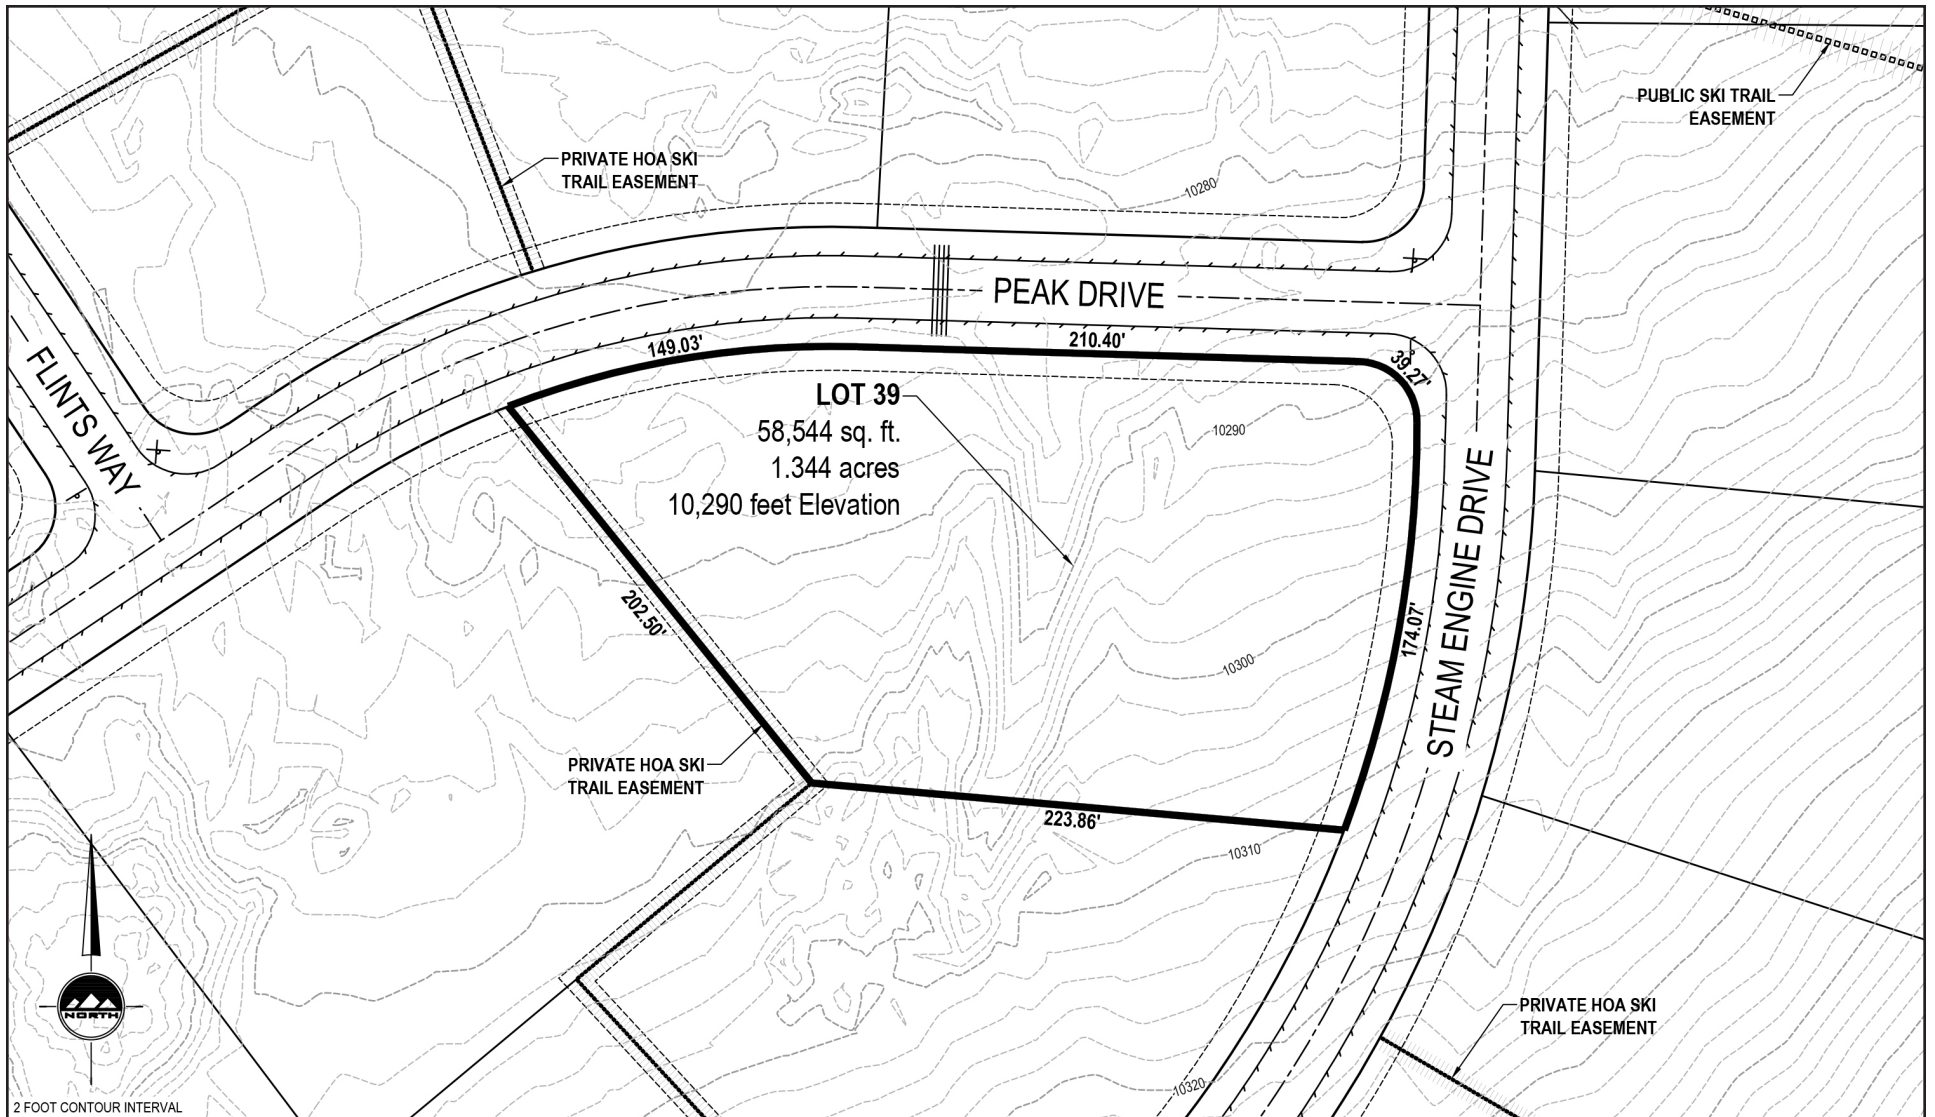 PUBLIC SKI TRAIL
EASEMENT
PRIVATE HOA SKI
TRAIL EASEMENT
10280
PEAK DRIVE
149.03'
210.40'
39.27'
FLINTS WAY
LOT 39
58,544 sq. ft.
1.344 acres
10,290 feet Elevation
10290
STEAM ENGINE DRIVE
202.50'
174.07'
10300
PRIVATE HOA SKI
TRAIL EASEMENT
223.86'
10310
NORTH
PRIVATE HOA SKI
TRAIL EASEMENT
10320
2 FOOT CONTOUR INTERVAL